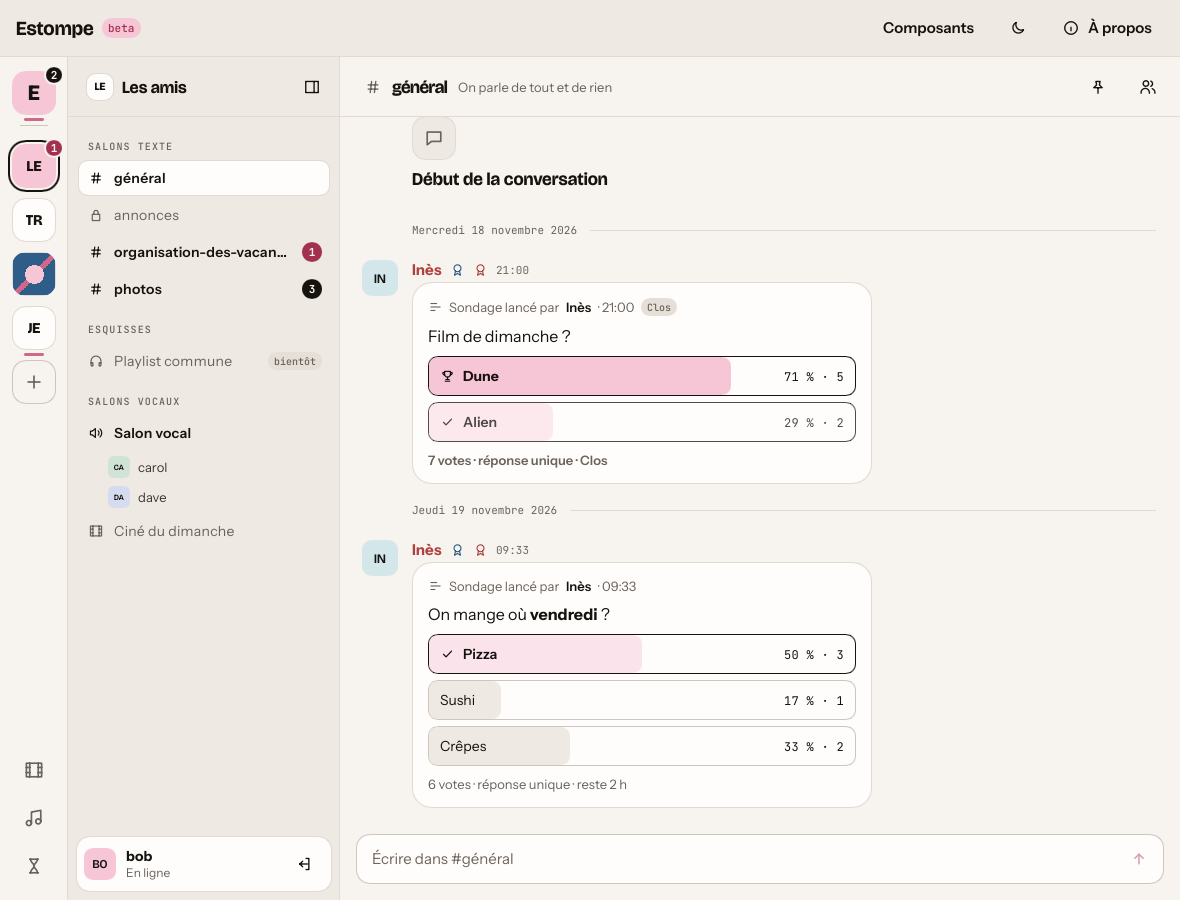 Estompe beta
Composants
À propos
E 2
LE 1
TR
JE
LE Les amis
SALONS TEXTE
# général
annonces
# organisation-des-vacan... 1
# photos 3
ESQUISSES
Playlist commune bientôt
SALONS VOCAUX
Salon vocal
CA carol
DA dave
Ciné du dimanche
BO bob
En ligne
# général On parle de tout et de rien
Début de la conversation
Mercredi 18 novembre 2026
IN Inès 21:00
Sondage lancé par Inès · 21:00 Clos
Film de dimanche ?
Dune 71 % · 5
Alien 29 % · 2
7 votes · réponse unique · Clos
Jeudi 19 novembre 2026
IN Inès 09:33
Sondage lancé par Inès · 09:33
On mange où vendredi ?
Pizza 50 % · 3
Sushi 17 % · 1
Crêpes 33 % · 2
6 votes · réponse unique · reste 2 h
Écrire dans #général